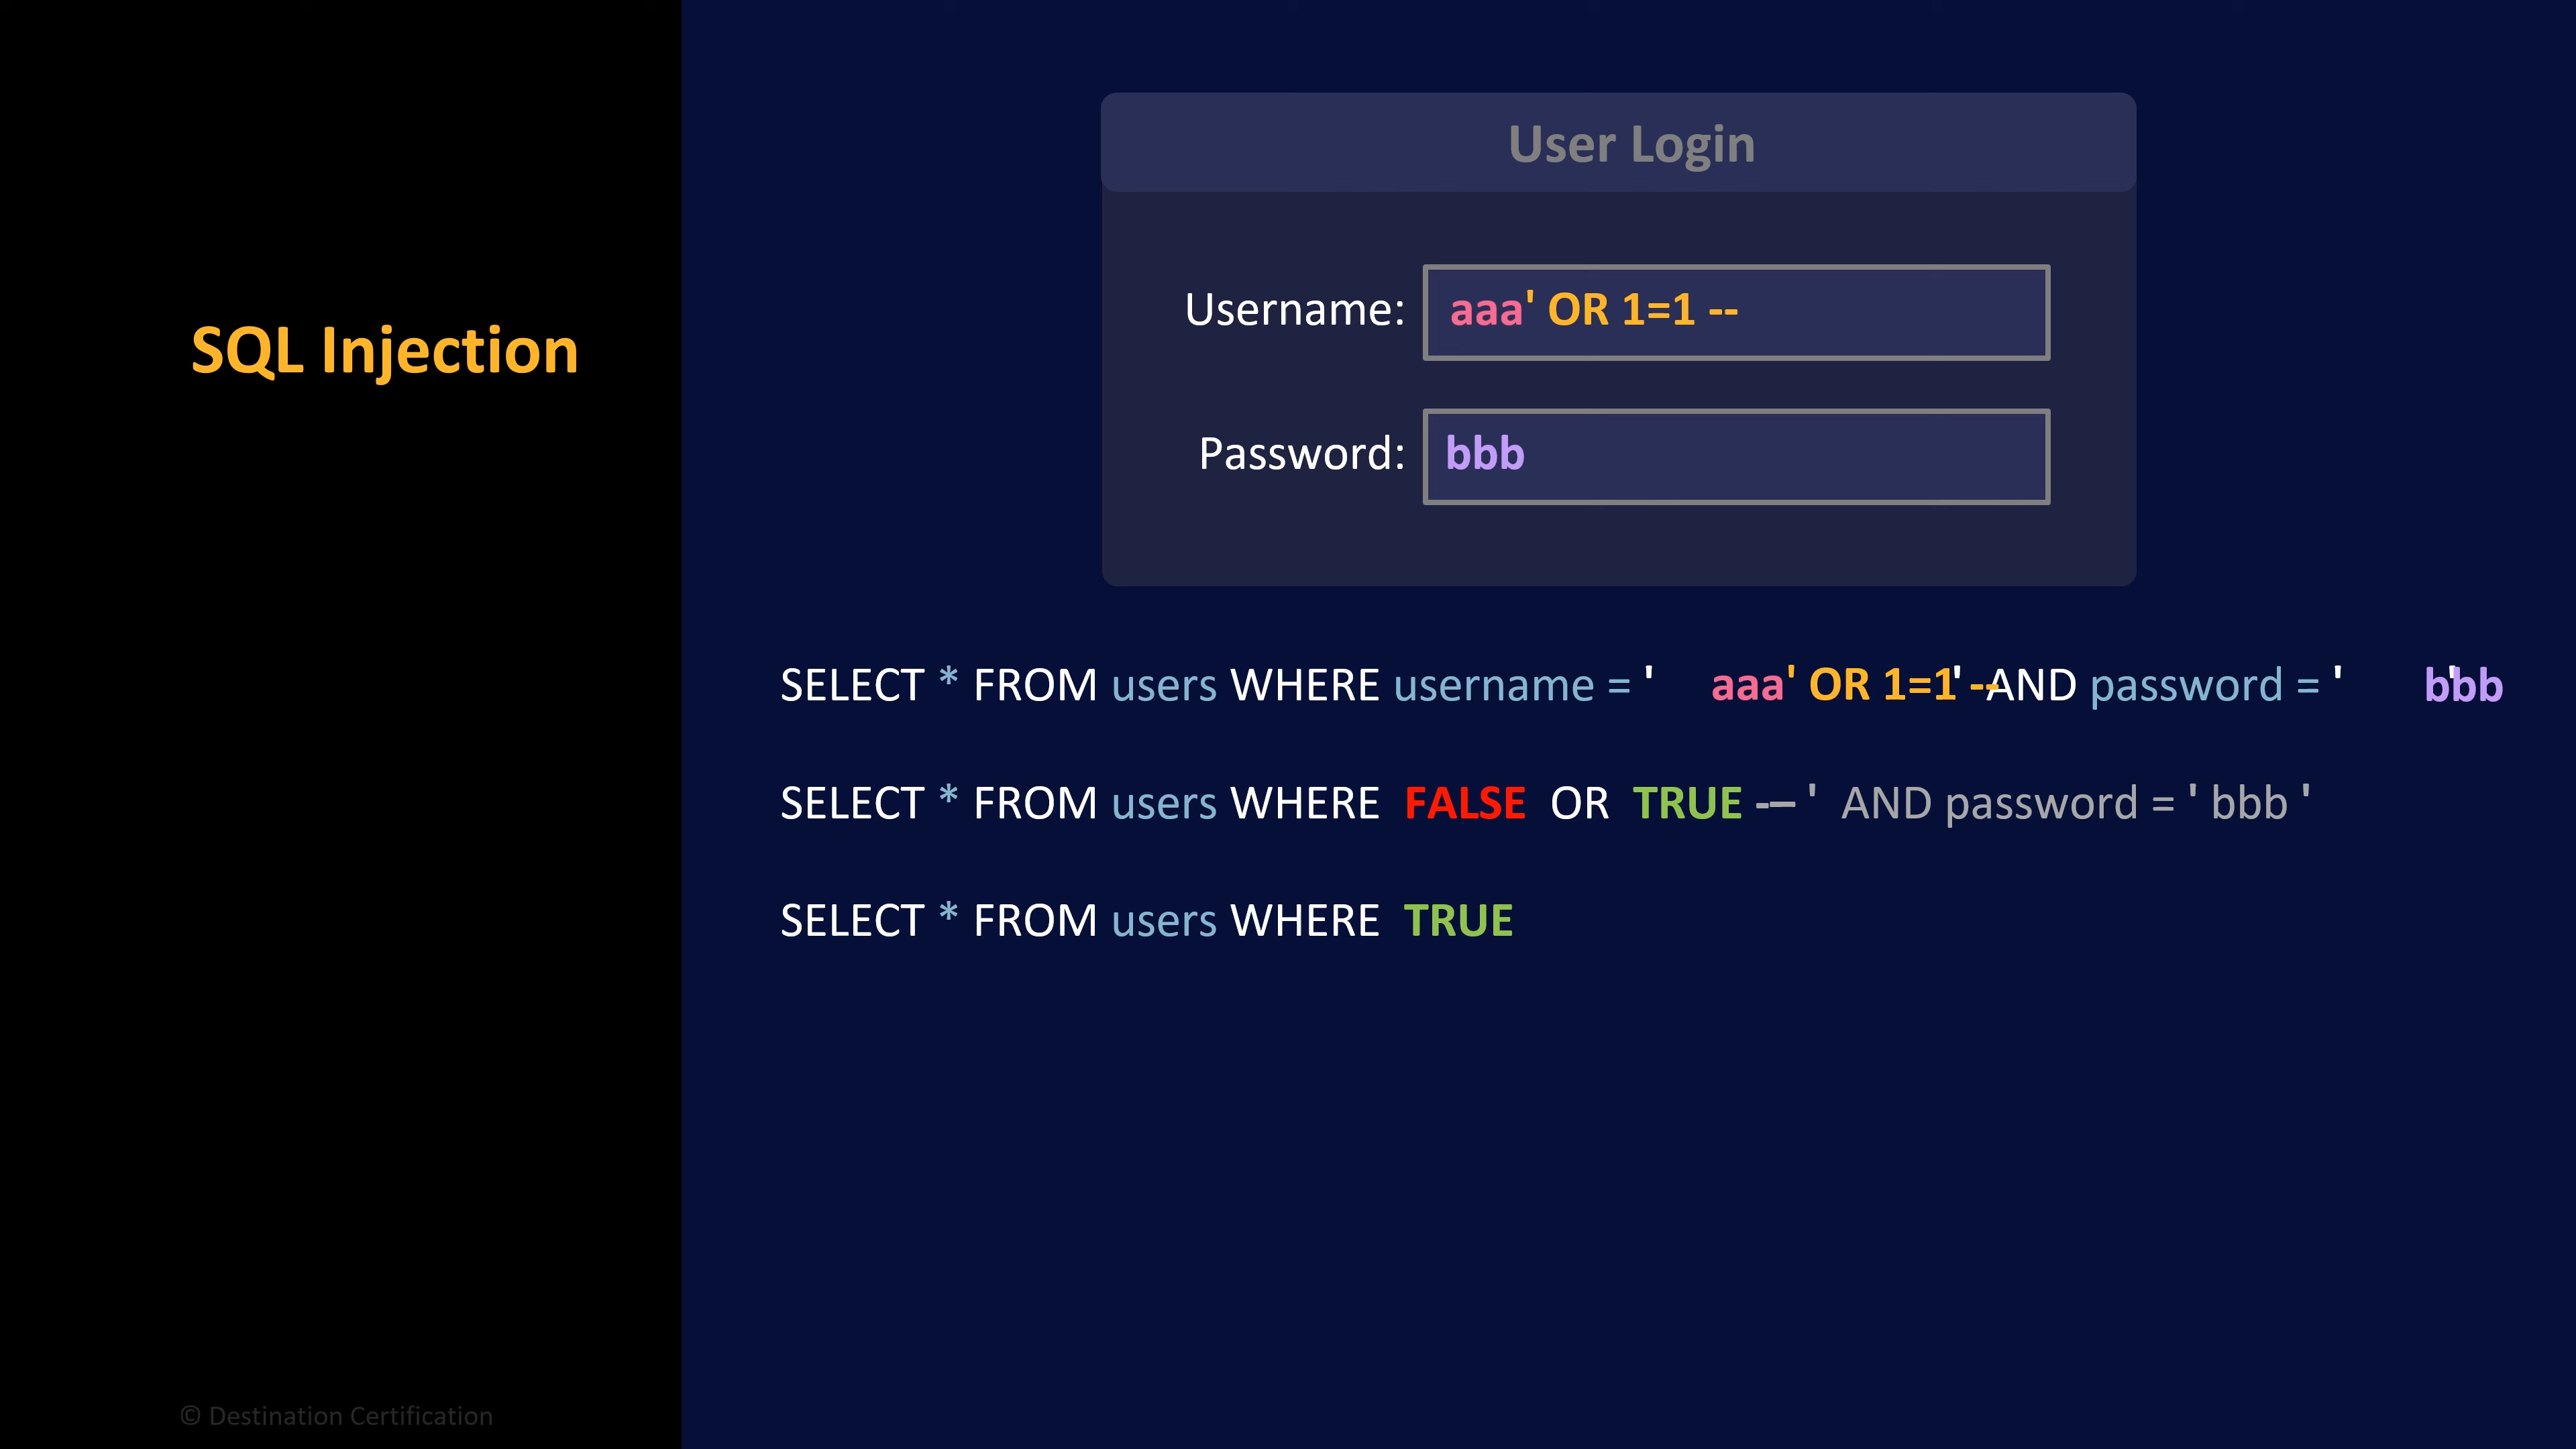 SQL Injection
User Login
Username: aaa' OR 1=1 --
Password: bbb
SELECT * FROM users WHERE username = ' aaa' OR 1=1 --' AND password = ' bbb '
SELECT * FROM users WHERE FALSE OR TRUE -- ' AND password = ' bbb '
SELECT * FROM users WHERE TRUE
© Destination Certification